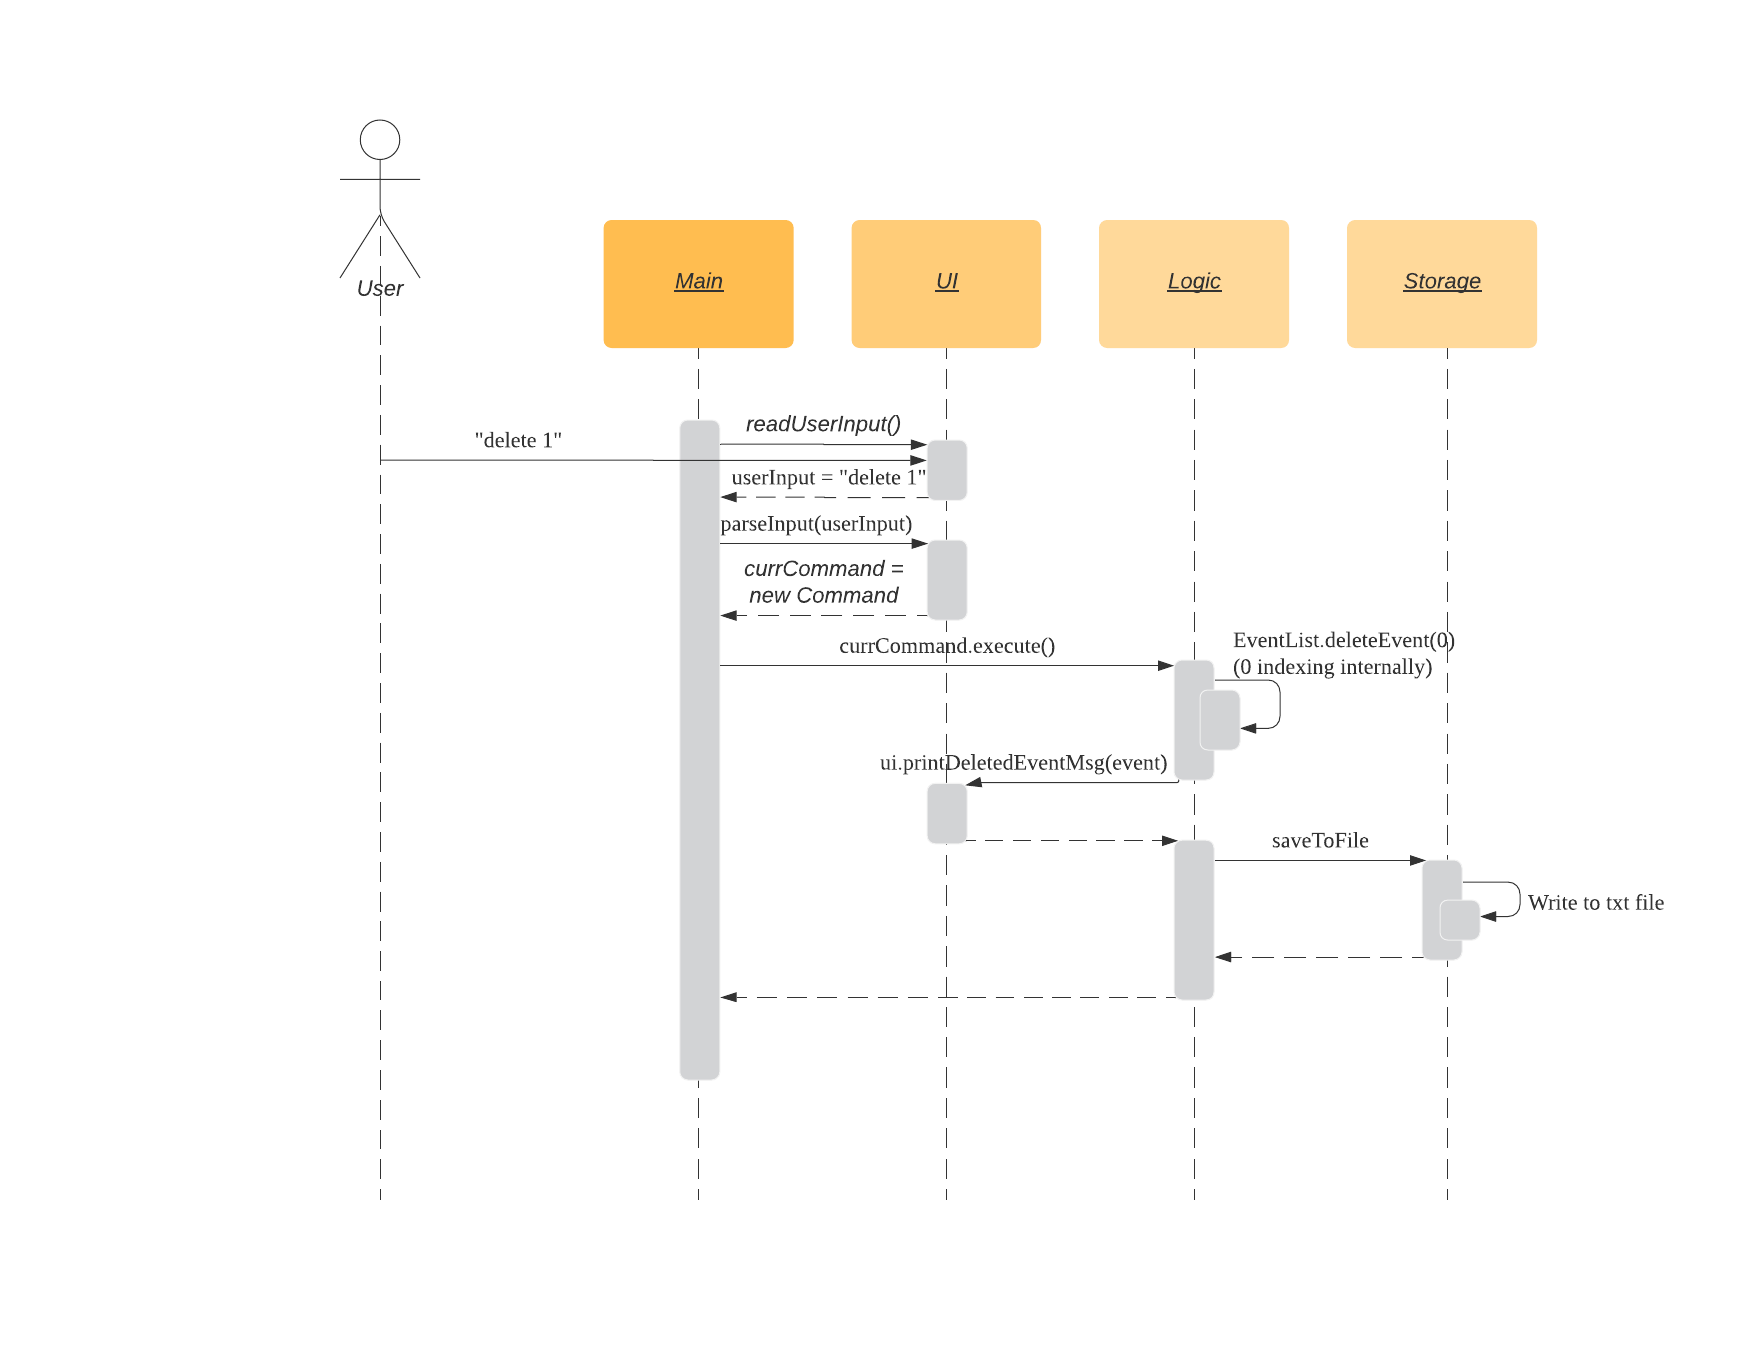 User
Main
UI
Logic
Storage
readUserInput()
"delete 1"
userInput = "delete 1"
parseInput(userInput)
currCommand =
new Command
currCommand.execute()
EventList.deleteEvent(0)
(0 indexing internally)
ui.printDeletedEventMsg(event)
saveToFile
Write to txt file